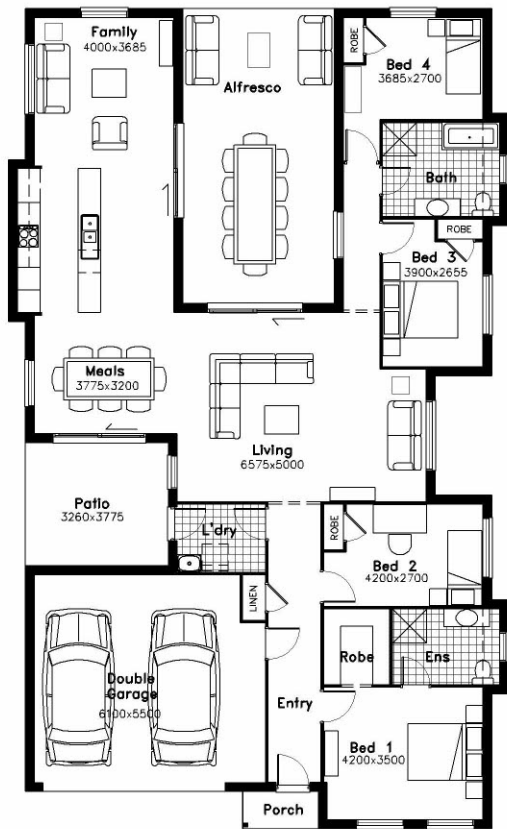 Family
4000x3685
Alfresco
ROBE
Bed 4
3685x2700
Bath
ROBE
Bed 3
3900x2655
Meals
3775x3200
Living
6575x5000
Patio
3260x3775
L'dry
ROBE
Bed 2
4200x2700
LINEN
Robe
Ens
Double
Garage
6100x5500
Entry
Bed 1
4200x3500
Porch